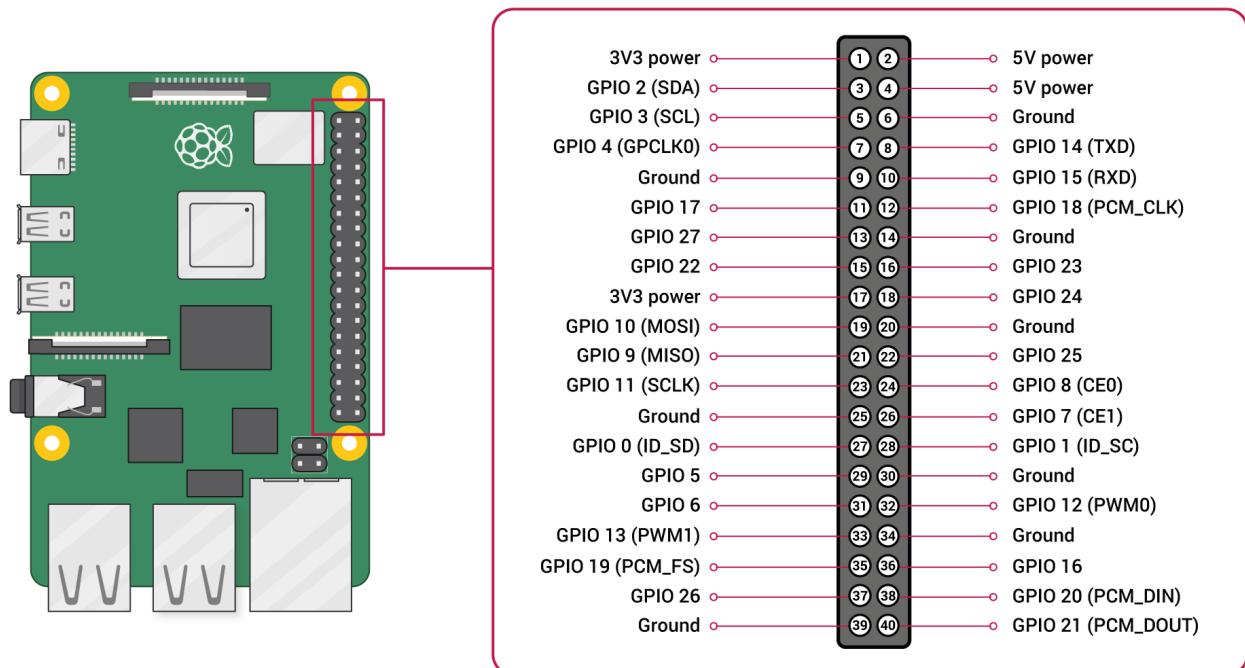 3V3 power 1 2 5V power
GPIO 2 (SDA) 3 4 5V power
GPIO 3 (SCL) 5 6 Ground
GPIO 4 (GPCLK0) 7 8 GPIO 14 (TXD)
Ground 9 10 GPIO 15 (RXD)
GPIO 17 11 12 GPIO 18 (PCM_CLK)
GPIO 27 13 14 Ground
GPIO 22 15 16 GPIO 23
3V3 power 17 18 GPIO 24
GPIO 10 (MOSI) 19 20 Ground
GPIO 9 (MISO) 21 22 GPIO 25
GPIO 11 (SCLK) 23 24 GPIO 8 (CE0)
Ground 25 26 GPIO 7 (CE1)
GPIO 0 (ID_SD) 27 28 GPIO 1 (ID_SC)
GPIO 5 29 30 Ground
GPIO 6 31 32 GPIO 12 (PWM0)
GPIO 13 (PWM1) 33 34 Ground
GPIO 19 (PCM_FS) 35 36 GPIO 16
GPIO 26 37 38 GPIO 20 (PCM_DIN)
Ground 39 40 GPIO 21 (PCM_DOUT)